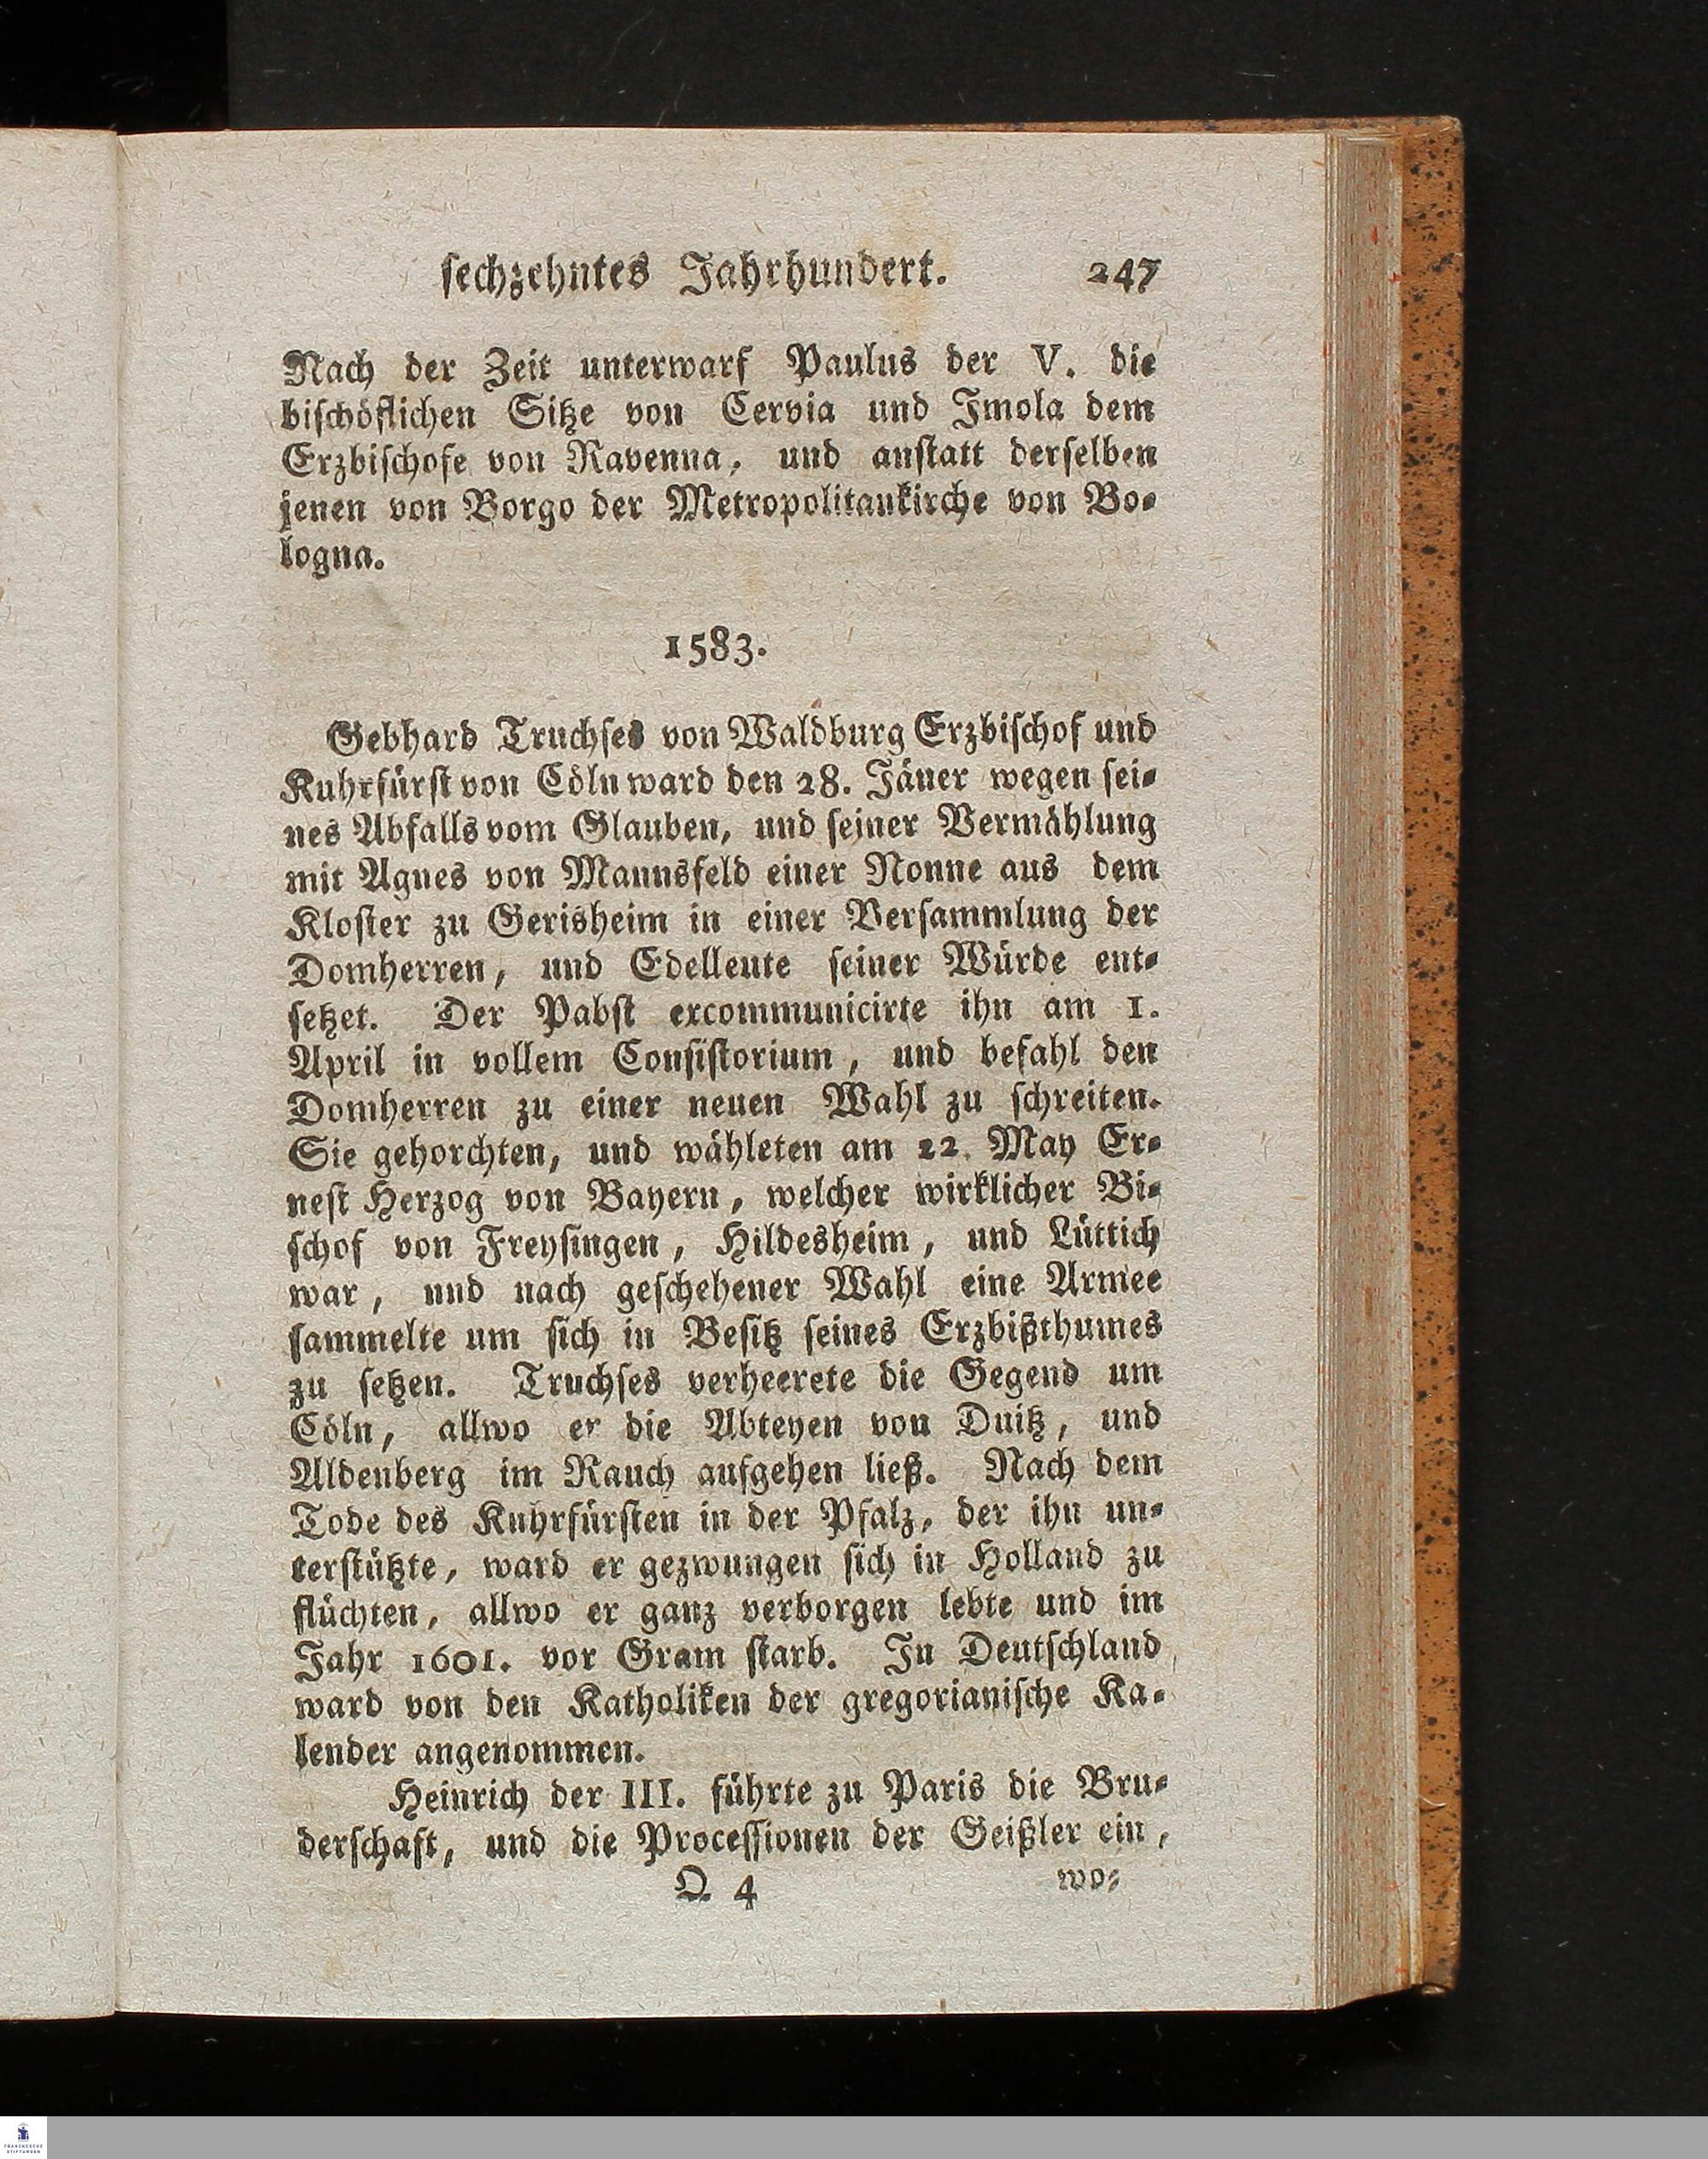 sechzehntes Jahrhundert. 247
Nach der Zeit unterwarf Paulus der V. die
bischöflichen Sitze von Cervia und Imola dem
Erzbischofe von Ravenna, und anstatt derselben
jenen von Borgo der Metropolitankirche von Bo-
logna.
1583.
Gebhard Truchses von Waldburg Erzbischof und
Kuhrfürst von Cöln ward den 28. Jäner wegen sei-
nes Abfalls vom Glauben, und seiner Vermählung
mit Agnes von Mannsfeld einer Nonne aus dem
Kloster zu Gerisheim in einer Versammlung der
Domherren, und Edelleute seiner Würde ent-
setzet. Der Pabst excommunicirte ihn am 1.
April in vollem Consistorium, und befahl den
Domherren zu einer neuen Wahl zu schreiten.
Sie gehorchten, und wähleten am 22. May Er-
nest Herzog von Bayern, welcher wirklicher Bi-
schof von Freysingen, Hildesheim, und Lüttich
war, und nach geschehener Wahl eine Armee
sammelte um sich in Besitz seines Erzbißthumes
zu setzen. Truchses verheerete die Gegend um
Cöln, allwo er die Abteyen von Duitz, und
Aldenberg im Rauch aufgehen ließ. Nach dem
Tode des Kuhrfürsten in der Pfalz, der ihn un-
terstützte, ward er gezwungen sich in Holland zu
flüchten, allwo er ganz verborgen lebte und im
Jahr 1601. vor Gram starb. In Deutschland
ward von den Katholiken der gregorianische Ka-
lender angenommen.
Heinrich der III. führte zu Paris die Bru-
derschaft, und die Processionen der Geißler ein,
Q 4 wo-
FRANCKESCHE
STIFTUNGEN